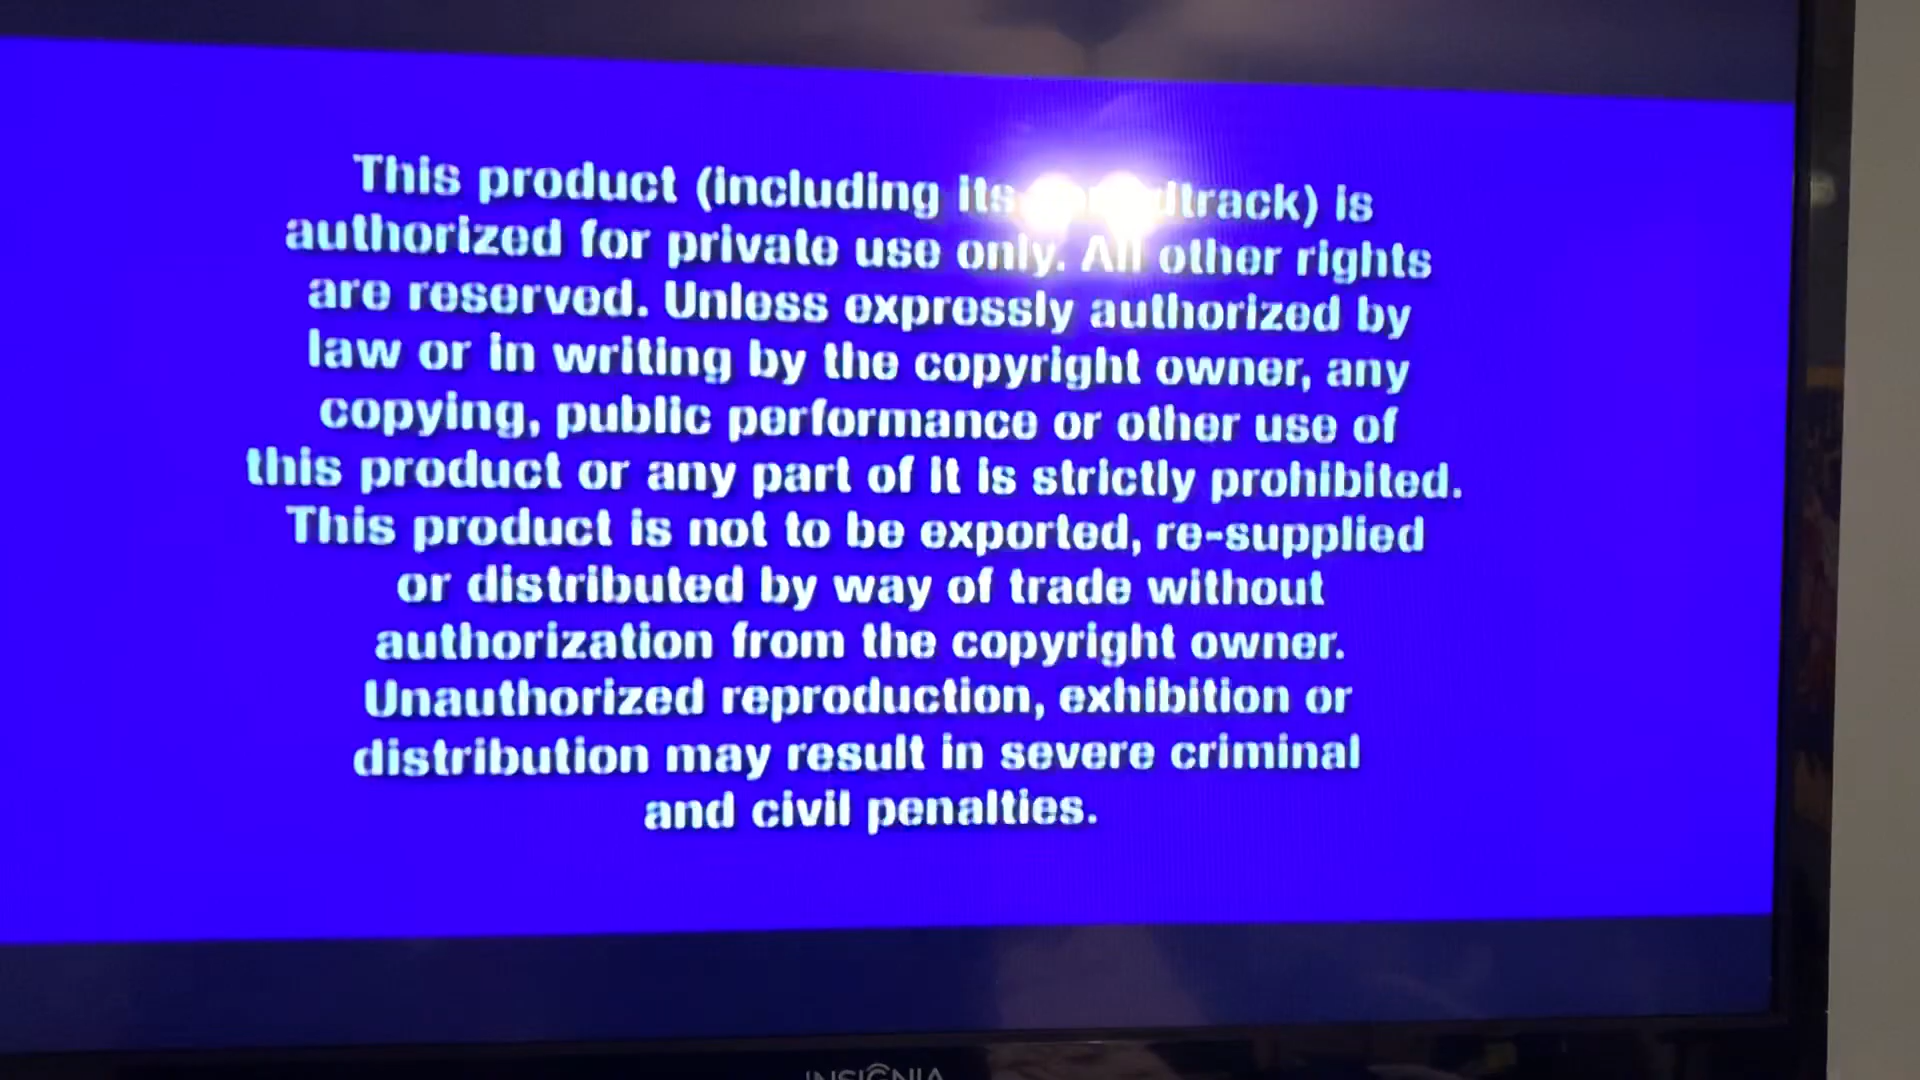 This product (including its soundtrack) is
authorized for private use only. All other rights
are reserved. Unless expressly authorized by
law or in writing by the copyright owner, any
copying, public performance or other use of
this product or any part of it is strictly prohibited.
This product is not to be exported, re-supplied
or distributed by way of trade without
authorization from the copyright owner.
Unauthorized reproduction, exhibition or
distribution may result in severe criminal
and civil penalties.
INSIGNIA